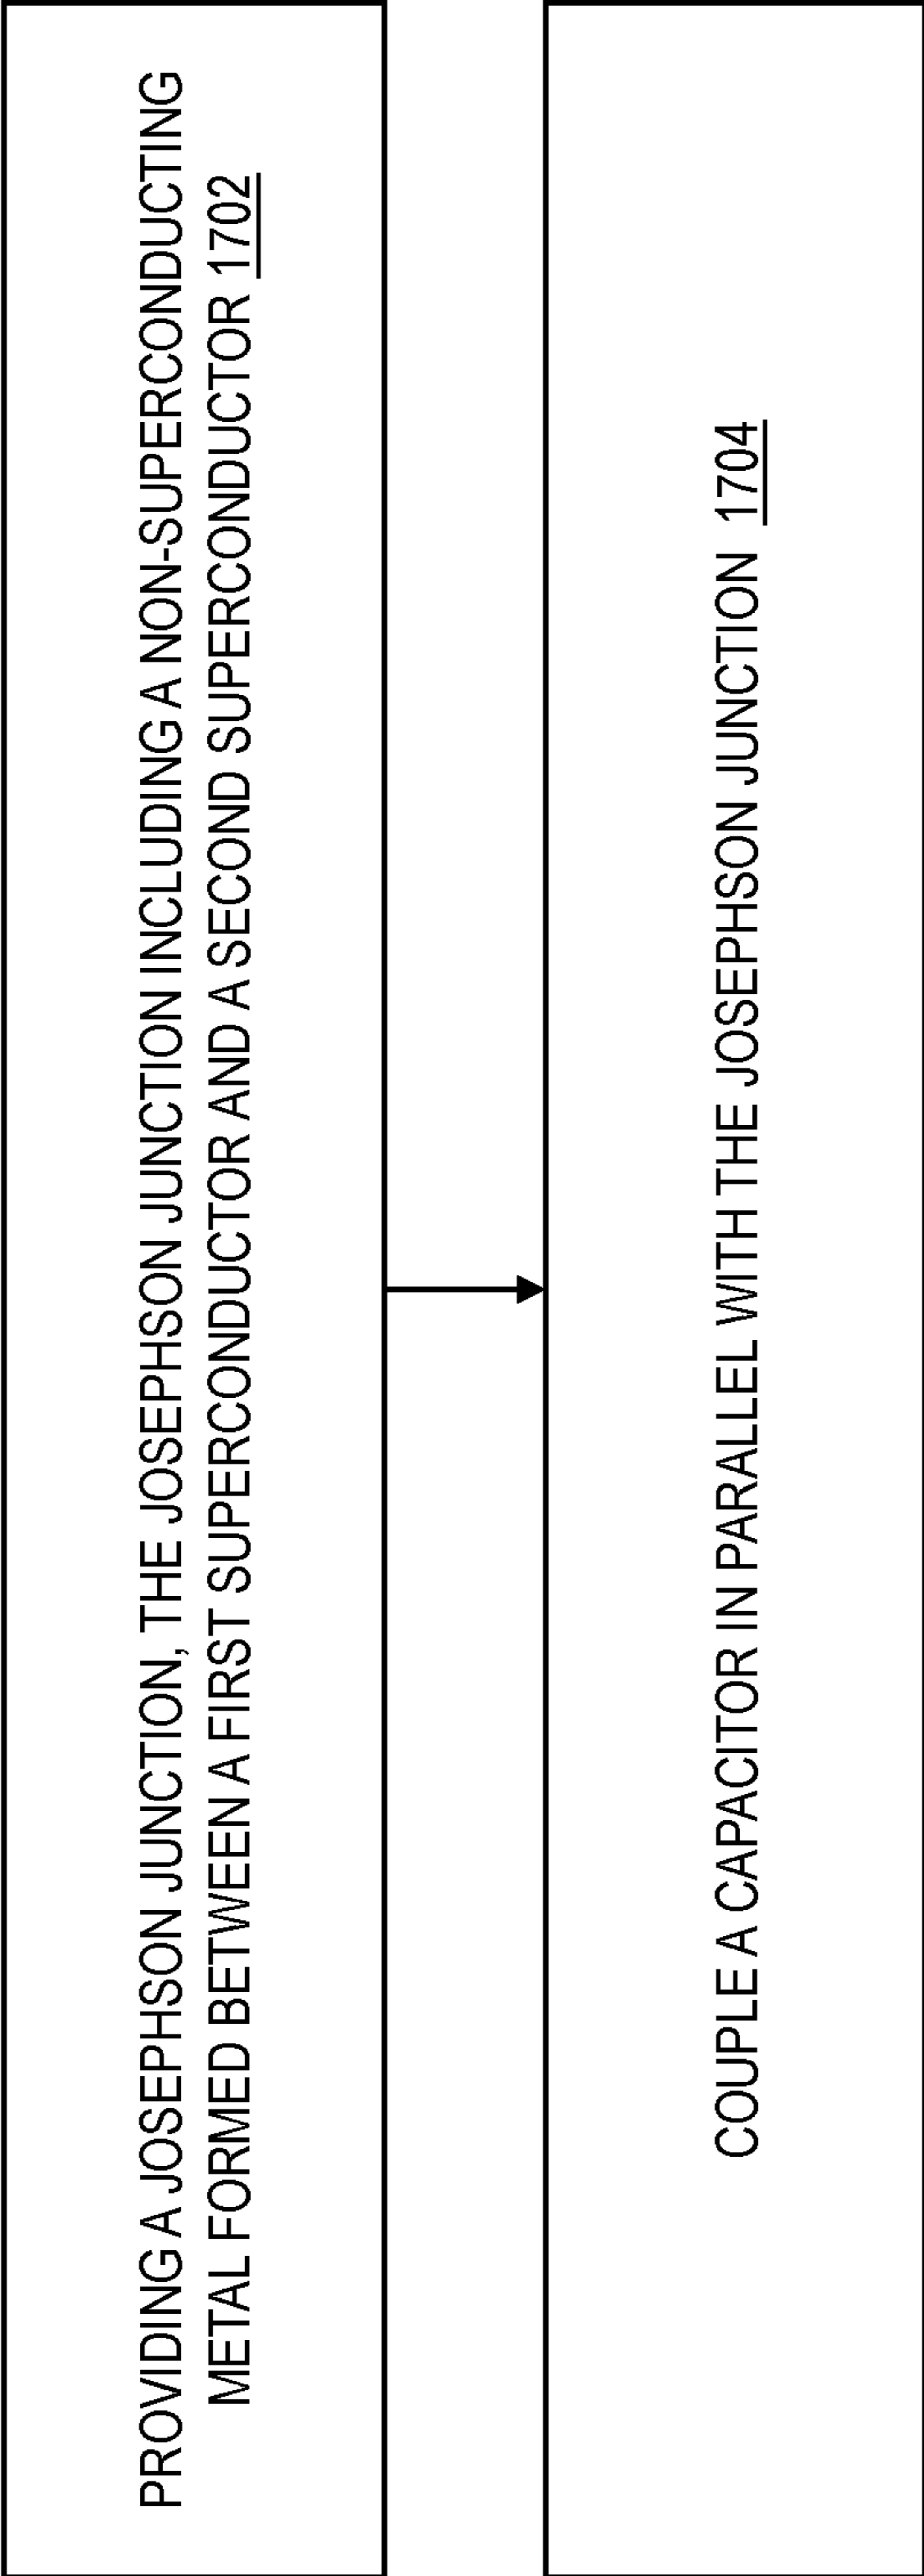 PROVIDING A JOSEPHSON JUNCTION, THE JOSEPHSON JUNCTION INCLUDING A NON-SUPERCONDUCTING
METAL FORMED BETWEEN A FIRST SUPERCONDUCTOR AND A SECOND SUPERCONDUCTOR 1702
COUPLE A CAPACITOR IN PARALLEL WITH THE JOSEPHSON JUNCTION 1704